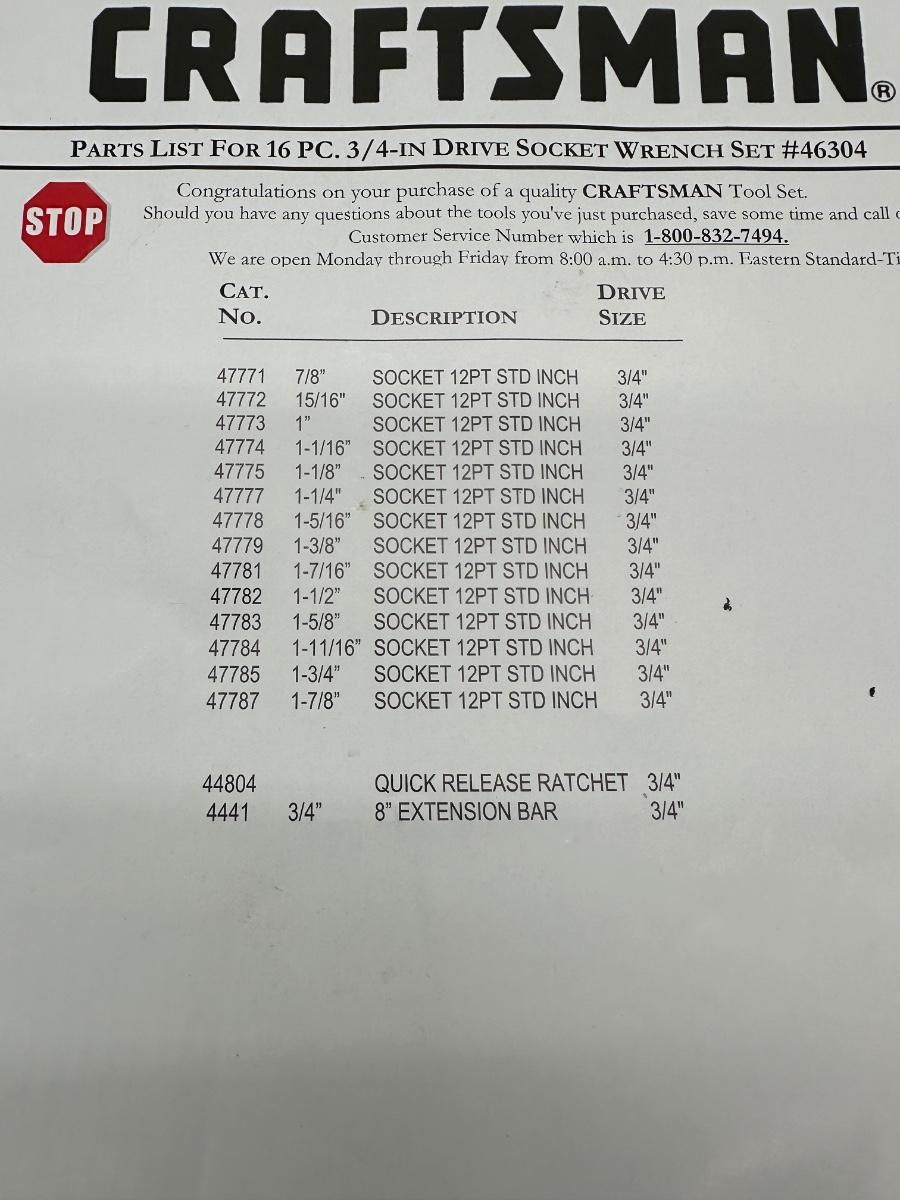 CRAFTSMAN®
PARTS LIST FOR 16 PC. 3/4-IN DRIVE SOCKET WRENCH SET #46304
STOP
Congratulations on your purchase of a quality CRAFTSMAN Tool Set.
Should you have any questions about the tools you've just purchased, save some time and call
Customer Service Number which is 1-800-832-7494.
We are open Monday through Friday from 8:00 a.m. to 4:30 p.m. Eastern Standard-Ti
CAT. DRIVE
NO. DESCRIPTION SIZE
47771 7/8” SOCKET 12PT STD INCH 3/4"
47772 15/16" SOCKET 12PT STD INCH 3/4"
47773 1” SOCKET 12PT STD INCH 3/4"
47774 1-1/16” SOCKET 12PT STD INCH 3/4"
47775 1-1/8” SOCKET 12PT STD INCH 3/4"
47777 1-1/4" SOCKET 12PT STD INCH 3/4"
47778 1-5/16” SOCKET 12PT STD INCH 3/4"
47779 1-3/8” SOCKET 12PT STD INCH 3/4"
47781 1-7/16” SOCKET 12PT STD INCH 3/4"
47782 1-1/2” SOCKET 12PT STD INCH 3/4"
47783 1-5/8” SOCKET 12PT STD INCH 3/4"
47784 1-11/16” SOCKET 12PT STD INCH 3/4"
47785 1-3/4” SOCKET 12PT STD INCH 3/4"
47787 1-7/8” SOCKET 12PT STD INCH 3/4"
44804 QUICK RELEASE RATCHET 3/4"
4441 3/4” 8” EXTENSION BAR 3/4"